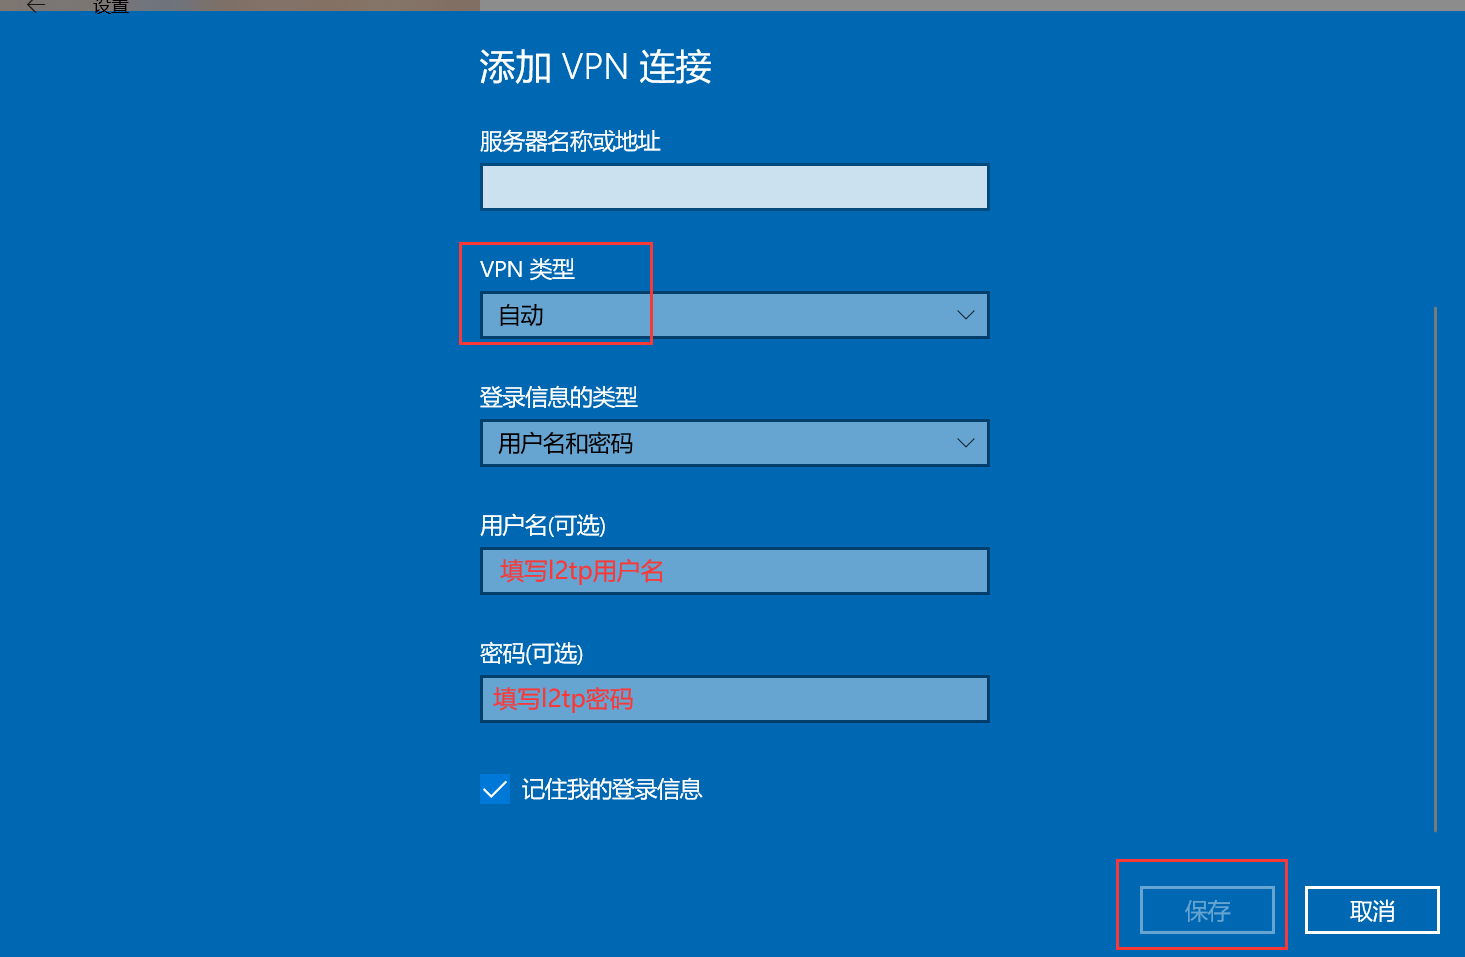 设置
添加 VPN 连接
服务器名称或地址
VPN 类型
自动
登录信息的类型
用户名和密码
用户名(可选)
填写l2tp用户名
密码(可选)
填写l2tp密码
记住我的登录信息
保存
取消